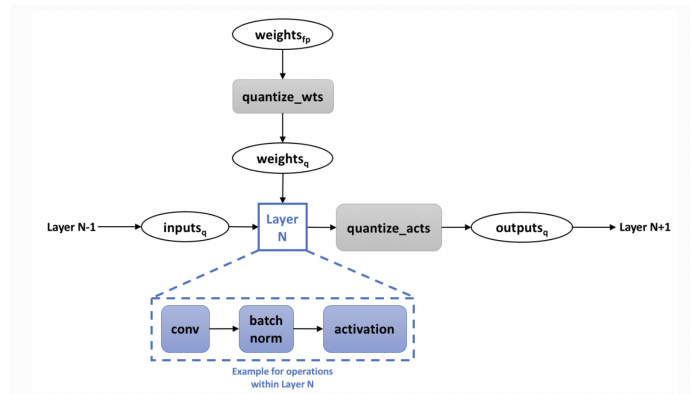 weights_fp
quantize_wts
weights_q
Layer N-1
inputs_q
Layer
N
quantize_acts
outputs_q
Layer N+1
conv
batch
norm
activation
Example for operations
within Layer N